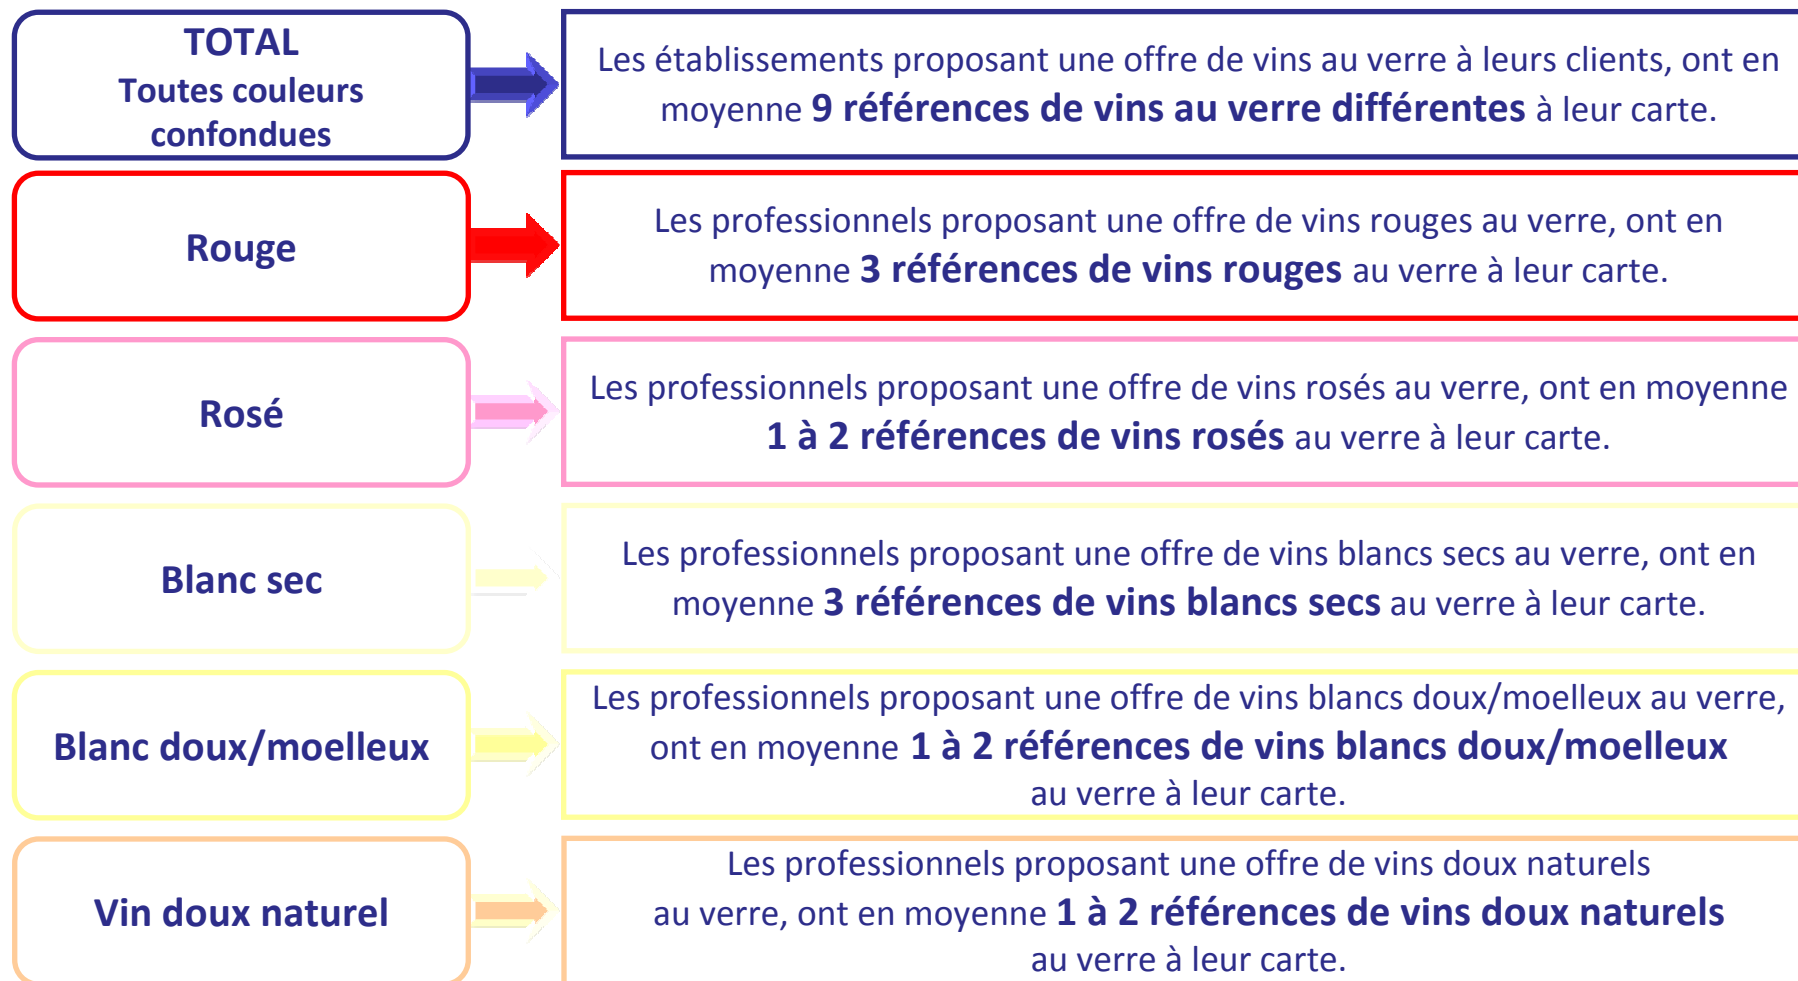 TOTAL
Toutes couleurs
confondues
Les établissements proposant une offre de vins au verre à leurs clients, ont en
moyenne 9 références de vins au verre différentes à leur carte.
Rouge
Les professionnels proposant une offre de vins rouges au verre, ont en
moyenne 3 références de vins rouges au verre à leur carte.
Rosé
Les professionnels proposant une offre de vins rosés au verre, ont en moyenne
1 à 2 références de vins rosés au verre à leur carte.
Blanc sec
Les professionnels proposant une offre de vins blancs secs au verre, ont en
moyenne 3 références de vins blancs secs au verre à leur carte.
Blanc doux/moelleux
Les professionnels proposant une offre de vins blancs doux/moelleux au verre,
ont en moyenne 1 à 2 références de vins blancs doux/moelleux
au verre à leur carte.
Vin doux naturel
Les professionnels proposant une offre de vins doux naturels
au verre, ont en moyenne 1 à 2 références de vins doux naturels
au verre à leur carte.